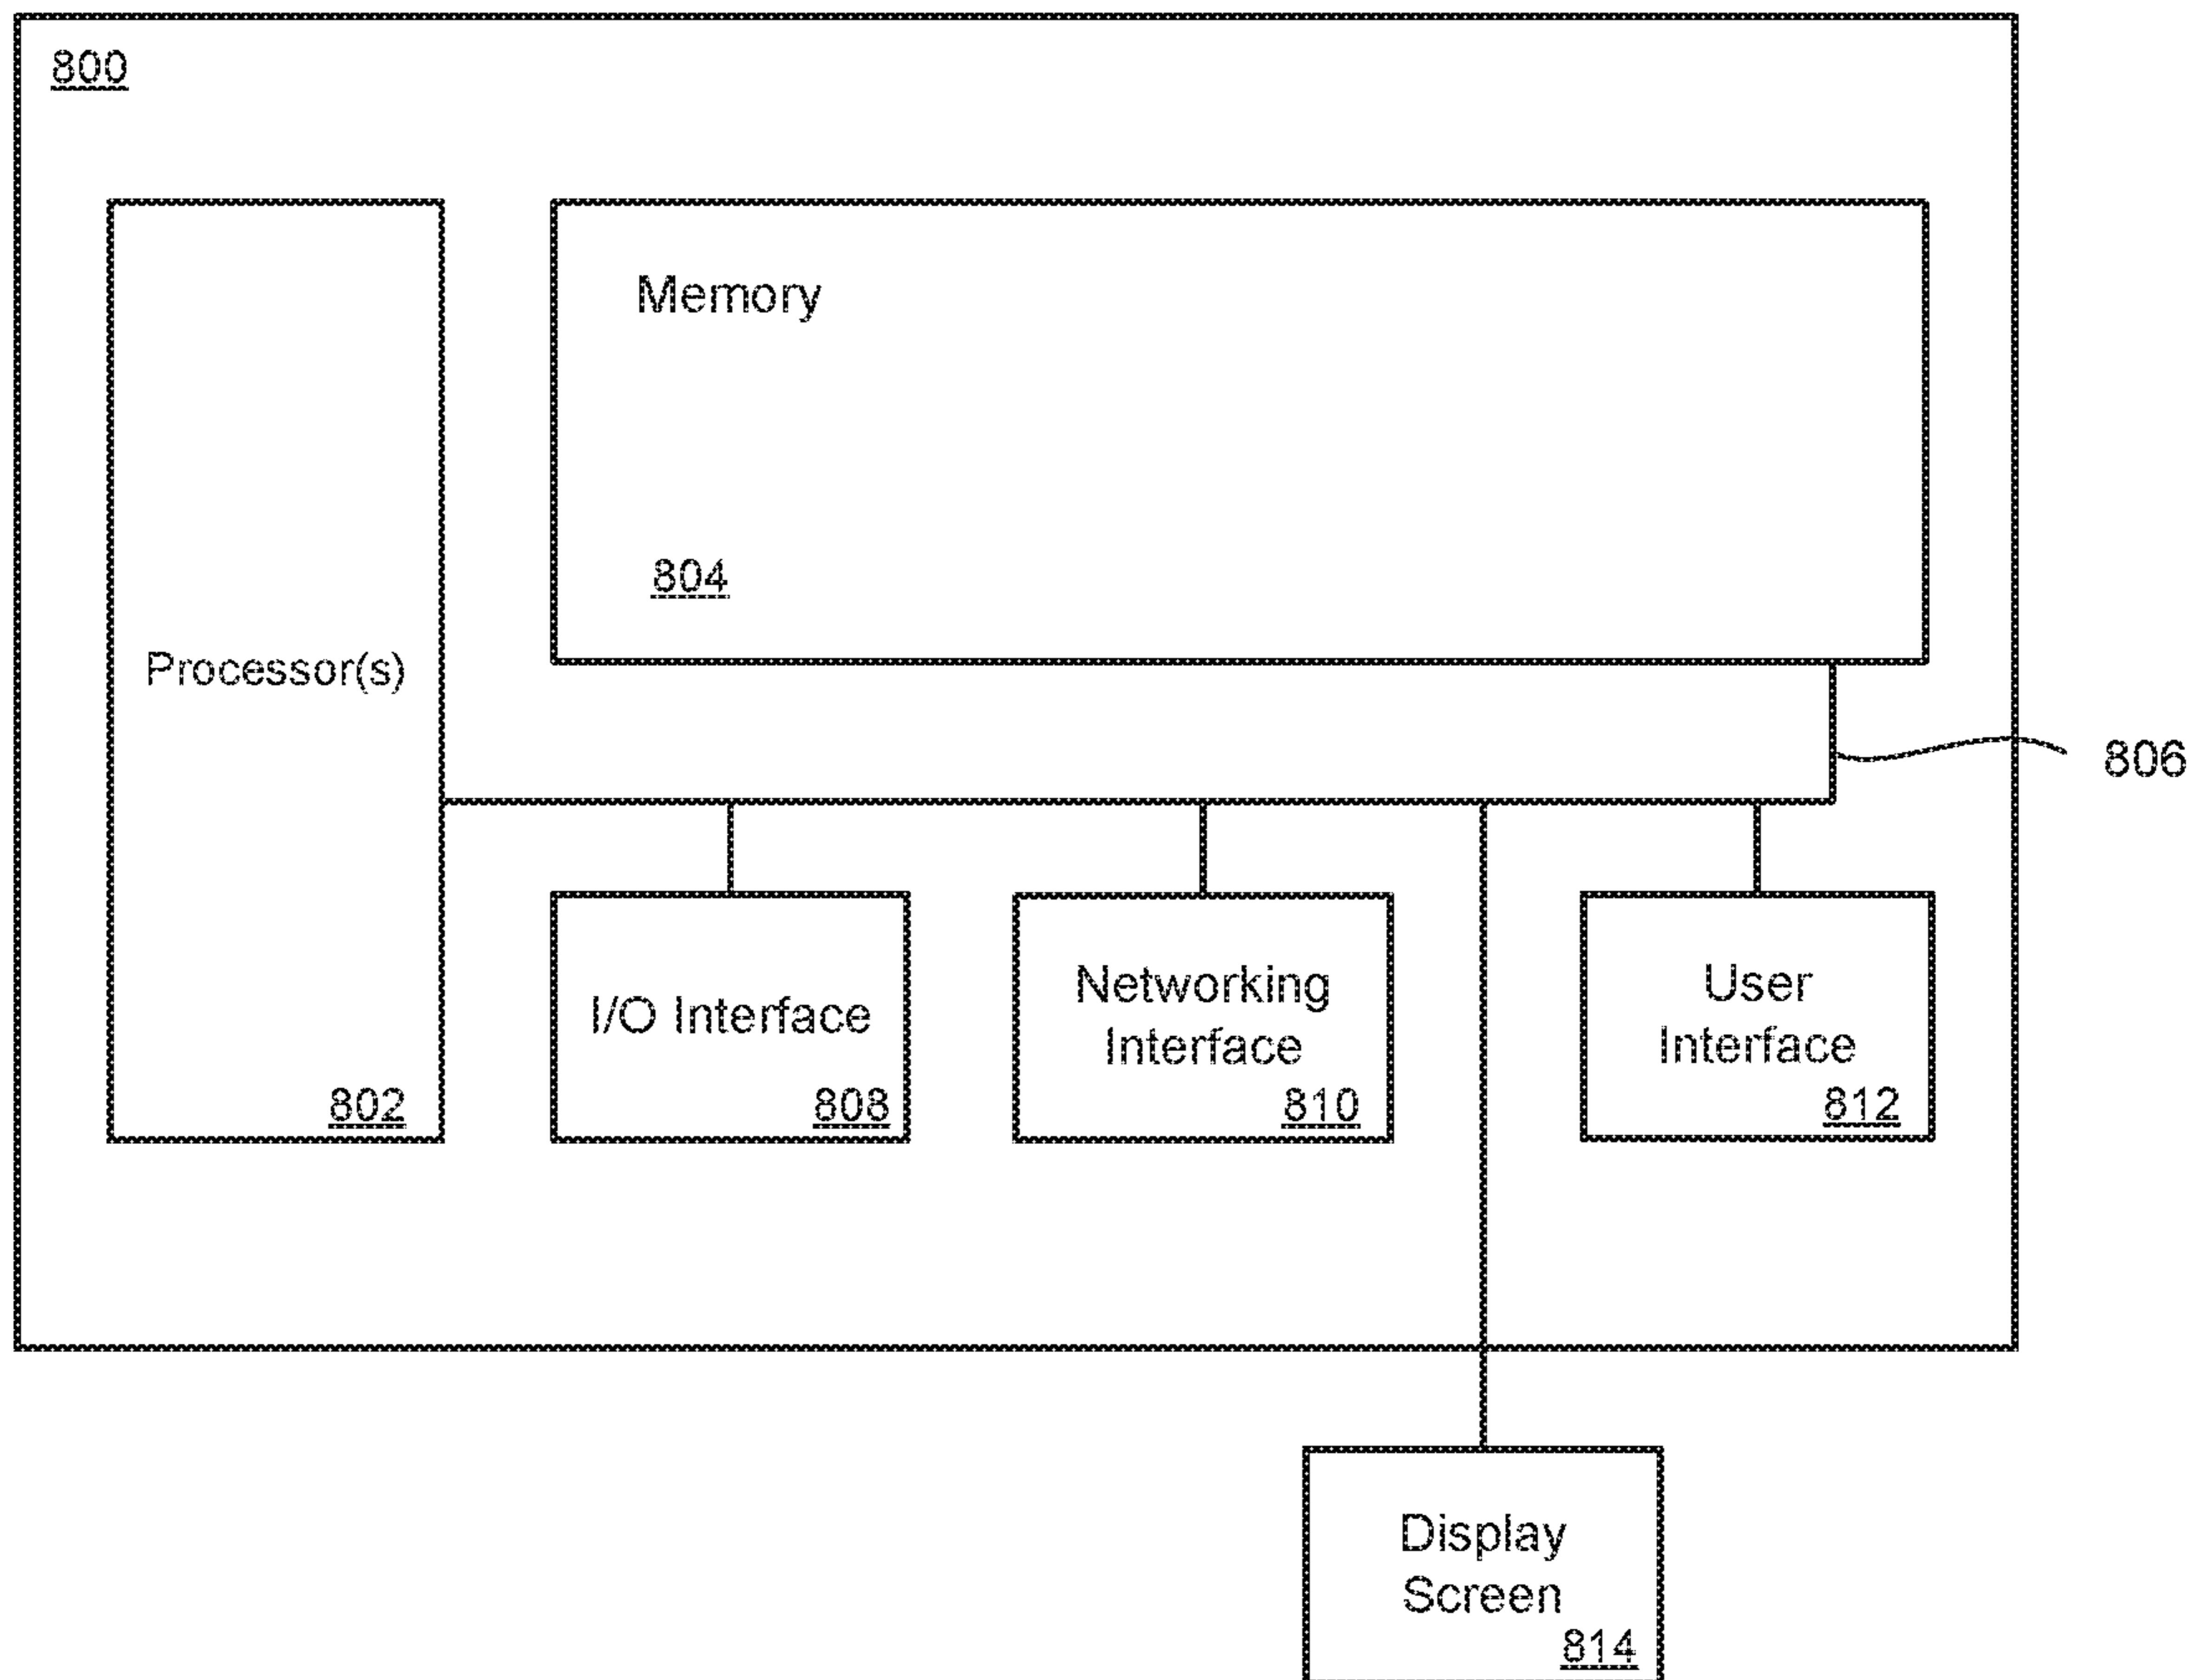 800
Memory
804
Processor(s)
802
806
I/O Interface
808
Networking
Interface
810
User
Interface
812
Display
Screen
814